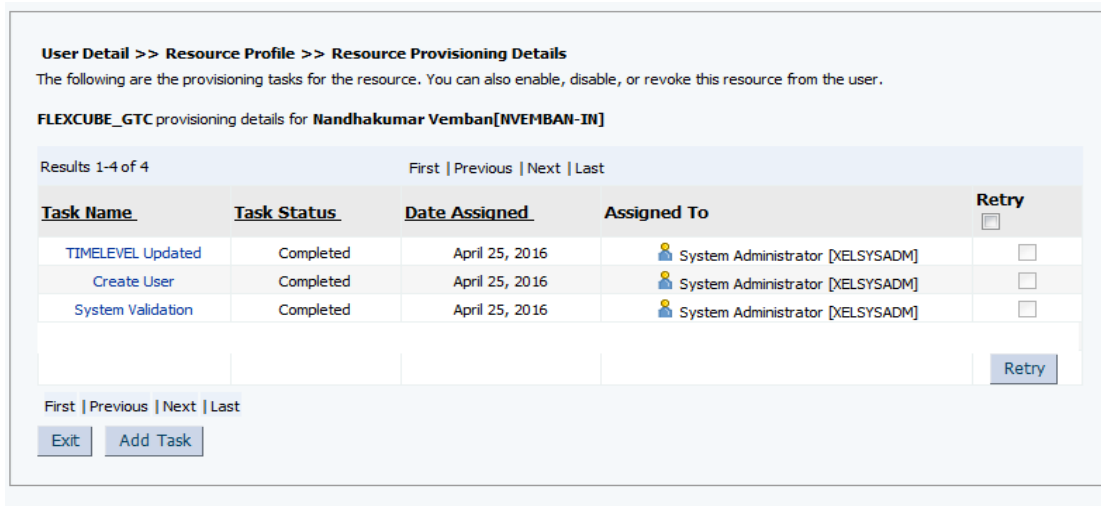 User Detail >> Resource Profile >> Resource Provisioning Details
The following are the provisioning tasks for the resource. You can also enable, disable, or revoke this resource from the user.
FLEXCUBE_GTC provisioning details for Nandhakumar Vemban[NVEMBAN-IN]
Results 1-4 of 4 First | Previous | Next | Last
Task Name Task Status Date Assigned Assigned To Retry
TIMELEVEL Updated Completed April 25, 2016 System Administrator [XELSYSADM]
Create User Completed April 25, 2016 System Administrator [XELSYSADM]
System Validation Completed April 25, 2016 System Administrator [XELSYSADM]
Retry
First | Previous | Next | Last
Exit Add Task